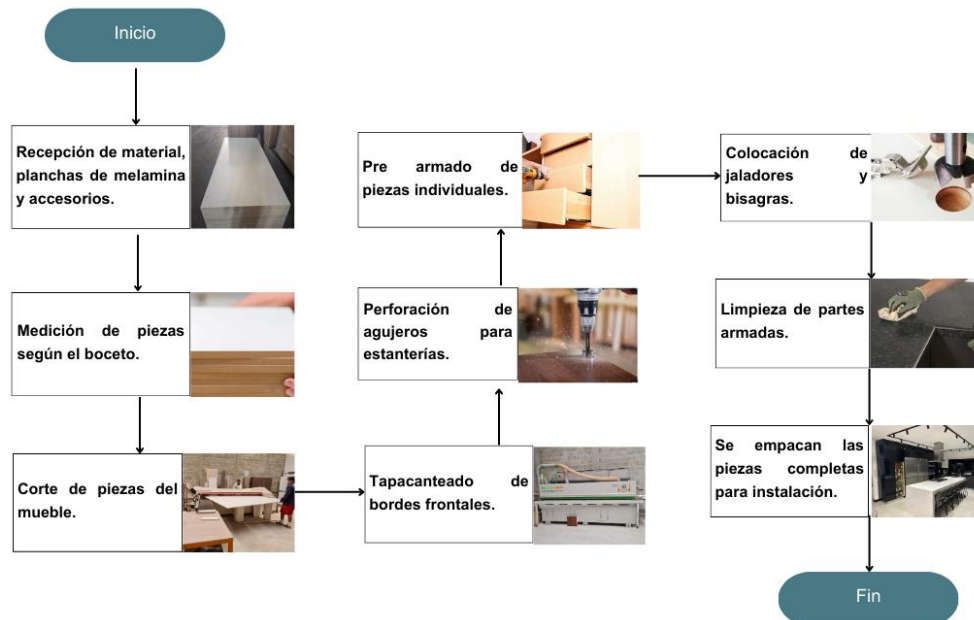 Inicio
Recepción de material,
planchas de melamina
y accesorios.
Medición de piezas
según el boceto.
Corte de piezas del
mueble.
Tapacanteado de
bordes frontales.
Perforación de
agujeros para
estanterías.
Pre armado de
piezas individuales.
Colocación de
jaladores y
bisagras.
Limpieza de partes
armadas.
Se empacan las
piezas completas
para instalación.
Fin